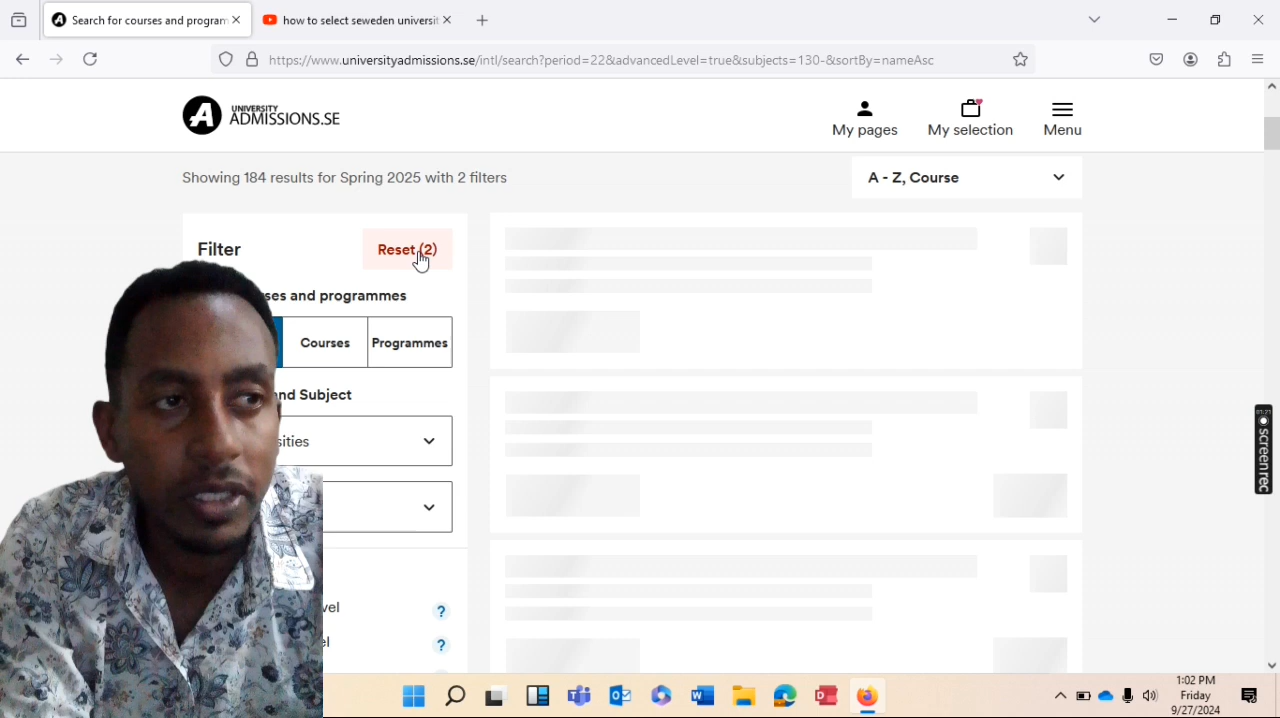 Search for courses and program
how to select seweden universit
https://www.universityadmissions.se/intl/search?period=22&advancedLevel=true&subjects=130-&sortBy=nameAsc
A UNIVERSITY
ADMISSIONS.SE
My pages
My selection
Menu
Showing 184 results for Spring 2025 with 2 filters
A - Z, Course
Filter
Reset (2)
ses and programmes
Courses
Programmes
nd Subject
sities
vel
?
el
?
screenrec
1:02 PM
Friday
9/27/2024